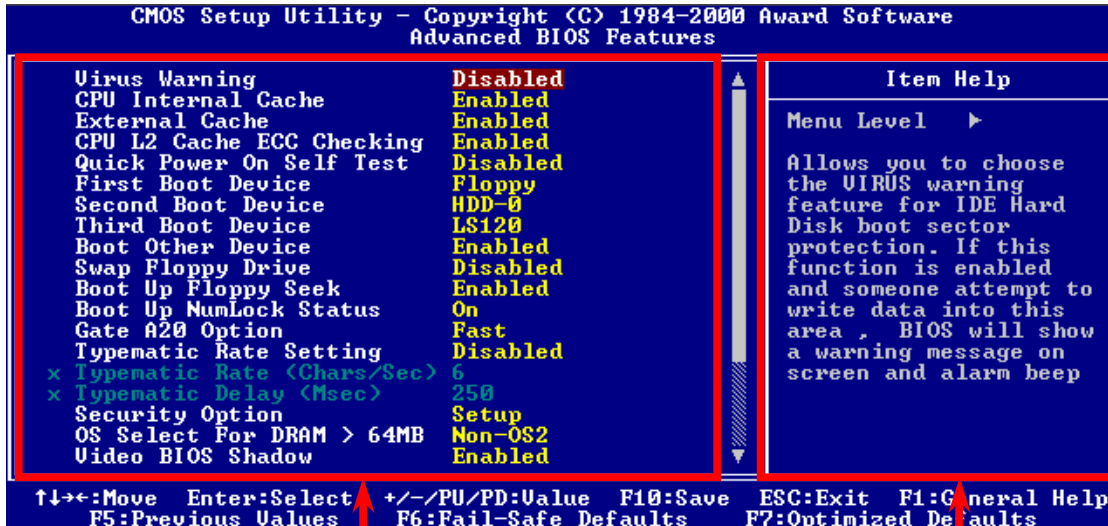 CMOS Setup Utility - Copyright (C) 1984-2000 Award Software
Advanced BIOS Features
Virus Warning Disabled
CPU Internal Cache Enabled
External Cache Enabled
CPU L2 Cache ECC Checking Enabled
Quick Power On Self Test Disabled
First Boot Device Floppy
Second Boot Device HDD-0
Third Boot Device LS120
Boot Other Device Enabled
Swap Floppy Drive Disabled
Boot Up Floppy Seek Enabled
Boot Up NumLock Status On
Gate A20 Option Fast
Typematic Rate Setting Disabled
x Typematic Rate (Chars/Sec) 6
x Typematic Delay (Msec) 250
Security Option Setup
OS Select For DRAM > 64MB Non-OS2
Video BIOS Shadow Enabled
Item Help
Menu Level ▶
Allows you to choose
the VIRUS warning
feature for IDE Hard
Disk boot sector
protection. If this
function is enabled
and someone attempt to
write data into this
area , BIOS will show
a warning message on
screen and alarm beep
↑↓→←:Move Enter:Select +/-/PU/PD:Value F10:Save ESC:Exit F1:General Help
F5:Previous Values F6:Fail-Safe Defaults F7:Optimized Defaults